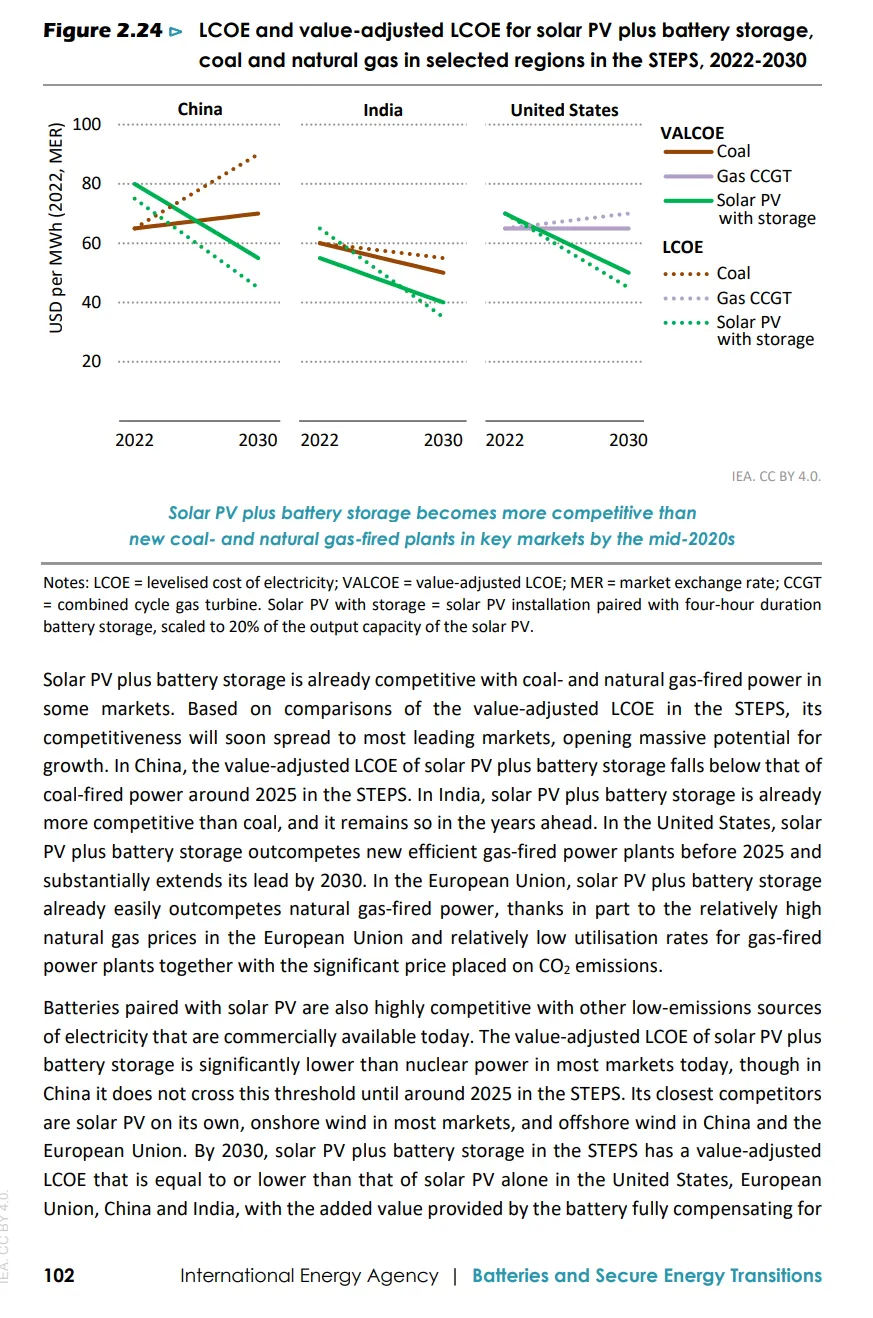 Figure 2.24 ▷ LCOE and value-adjusted LCOE for solar PV plus battery storage,
coal and natural gas in selected regions in the STEPS, 2022-2030
USD per MWh (2022, MER)
China
India
United States
100
80
60
40
20
2022
2030
2022
2030
2022
2030
VALCOE
Coal
Gas CCGT
Solar PV
with storage
LCOE
Coal
Gas CCGT
Solar PV
with storage
IEA. CC BY 4.0.
Solar PV plus battery storage becomes more competitive than
new coal- and natural gas-fired plants in key markets by the mid-2020s
Notes: LCOE = levelised cost of electricity; VALCOE = value-adjusted LCOE; MER = market exchange rate; CCGT
= combined cycle gas turbine. Solar PV with storage = solar PV installation paired with four-hour duration
battery storage, scaled to 20% of the output capacity of the solar PV.
Solar PV plus battery storage is already competitive with coal- and natural gas-fired power in
some markets. Based on comparisons of the value-adjusted LCOE in the STEPS, its
competitiveness will soon spread to most leading markets, opening massive potential for
growth. In China, the value-adjusted LCOE of solar PV plus battery storage falls below that of
coal-fired power around 2025 in the STEPS. In India, solar PV plus battery storage is already
more competitive than coal, and it remains so in the years ahead. In the United States, solar
PV plus battery storage outcompetes new efficient gas-fired power plants before 2025 and
substantially extends its lead by 2030. In the European Union, solar PV plus battery storage
already easily outcompetes natural gas-fired power, thanks in part to the relatively high
natural gas prices in the European Union and relatively low utilisation rates for gas-fired
power plants together with the significant price placed on CO₂ emissions.
Batteries paired with solar PV are also highly competitive with other low-emissions sources
of electricity that are commercially available today. The value-adjusted LCOE of solar PV plus
battery storage is significantly lower than nuclear power in most markets today, though in
China it does not cross this threshold until around 2025 in the STEPS. Its closest competitors
are solar PV on its own, onshore wind in most markets, and offshore wind in China and the
European Union. By 2030, solar PV plus battery storage in the STEPS has a value-adjusted
LCOE that is equal to or lower than that of solar PV alone in the United States, European
Union, China and India, with the added value provided by the battery fully compensating for
IEA. CC BY 4.0.
102 International Energy Agency | Batteries and Secure Energy Transitions